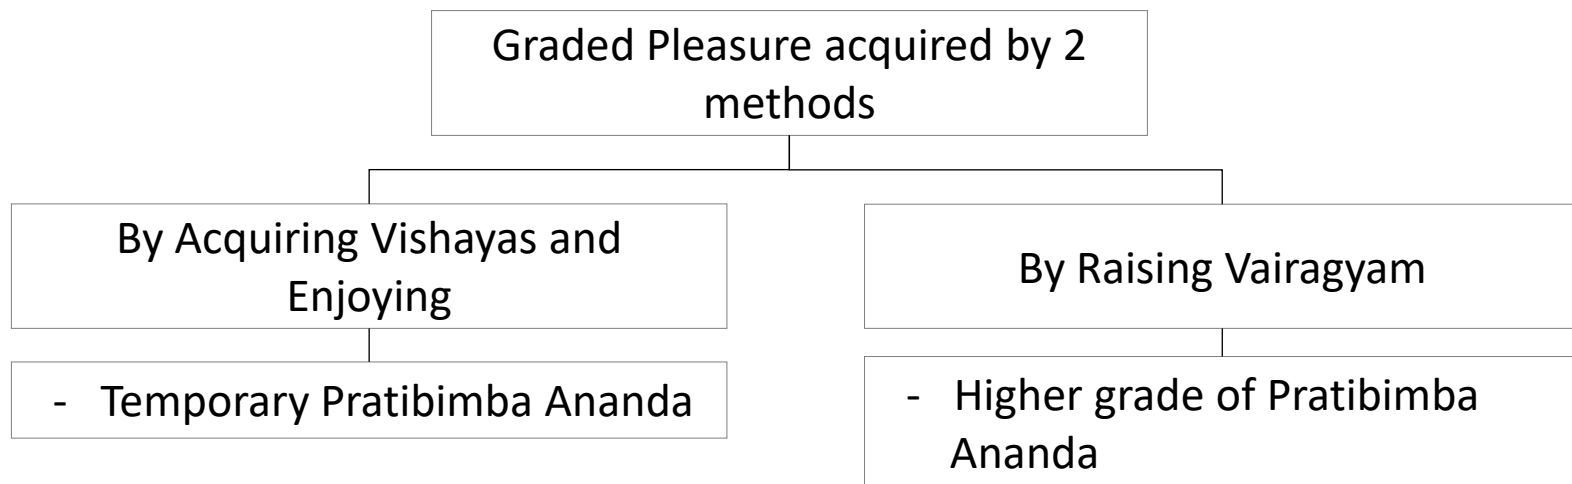 Graded Pleasure acquired by 2
methods
By Acquiring Vishayas and
Enjoying
By Raising Vairagyam
- Temporary Pratibimba Ananda
- Higher grade of Pratibimba
Ananda